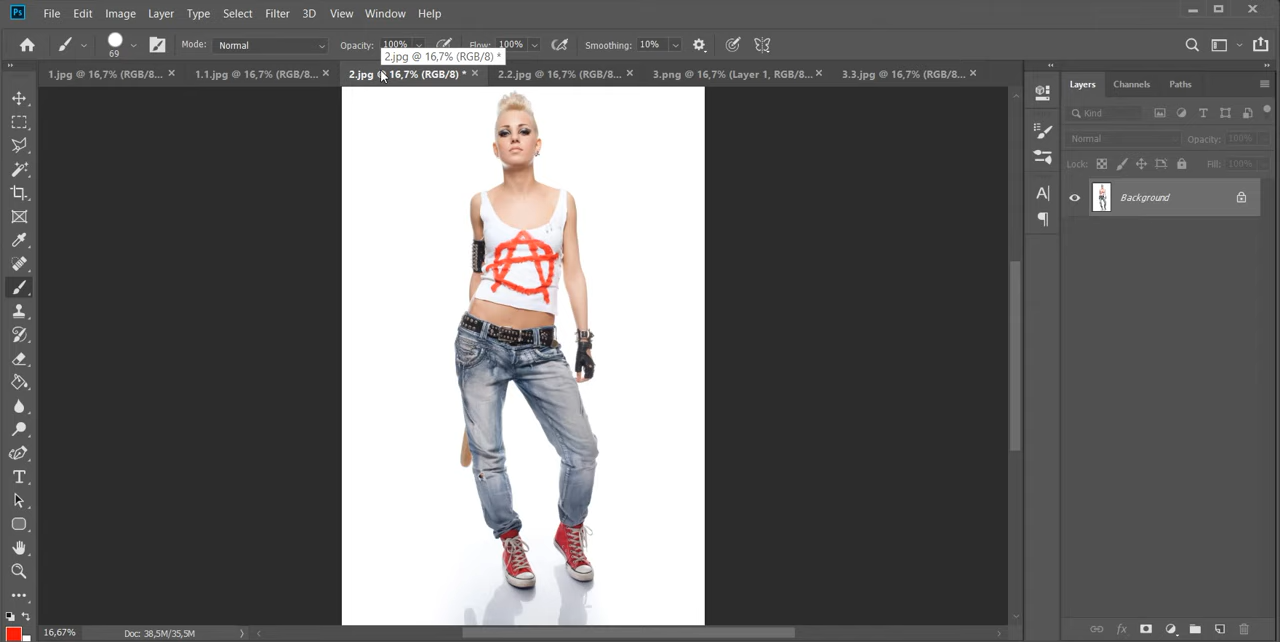 Ps File Edit Image Layer Type Select Filter 3D View Window Help
69 Mode: Normal Opacity: 100% Flow: 100% Smoothing: 10%
2.jpg @ 16,7% (RGB/8) *
1.jpg @ 16,7% (RGB/8... × 1.1.jpg @ 16,7% (RGB/8... × 2.jpg @ 16,7% (RGB/8) * × 2.2.jpg @ 16,7% (RGB/8... × 3.png @ 16,7% (Layer 1, RGB/8... × 3.3.jpg @ 16,7% (RGB/8... ×
Layers Channels Paths
Kind
Normal Opacity: 100%
Lock: Fill: 100%
Background
16,67% Doc: 38,5M/35,5M